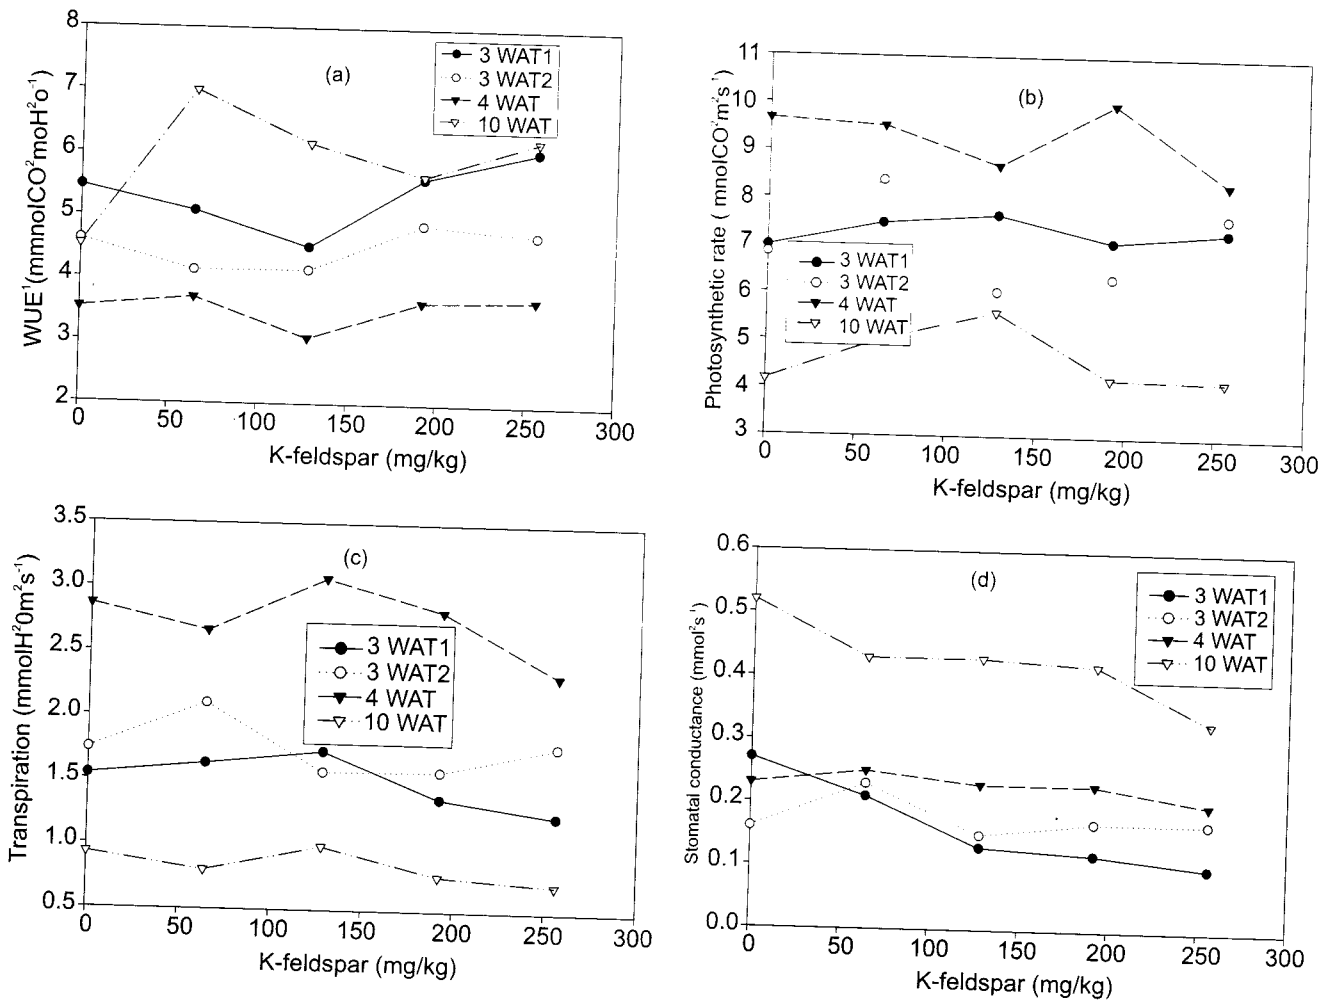 8
7
6
5
4
3
2
0
50
100
150
200
250
300
WUE¹(mmnolCO²moH²o⁻¹)
K-feldspar (mg/kg)
(a)
3 WAT1
3 WAT2
4 WAT
10 WAT
11
10
9
8
7
6
5
4
3
0
50
100
150
200
250
300
Photosynthetic rate ( mnolCO²m²s⁻¹)
K-feldspar (mg/kg)
(b)
3 WAT1
3 WAT2
4 WAT
10 WAT
3.5
3.0
2.5
2.0
1.5
1.0
0.5
0
50
100
150
200
250
300
Transpiration (mmolH²0m²s⁻¹)
K-feldspar (mg/kg)
(c)
3 WAT1
3 WAT2
4 WAT
10 WAT
0.6
0.5
0.4
0.3
0.2
0.1
0.0
0
50
100
150
200
250
300
Stomatal conductance (mmol²s⁻¹)
K-feldspar (mg/kg)
(d)
3 WAT1
3 WAT2
4 WAT
10 WAT